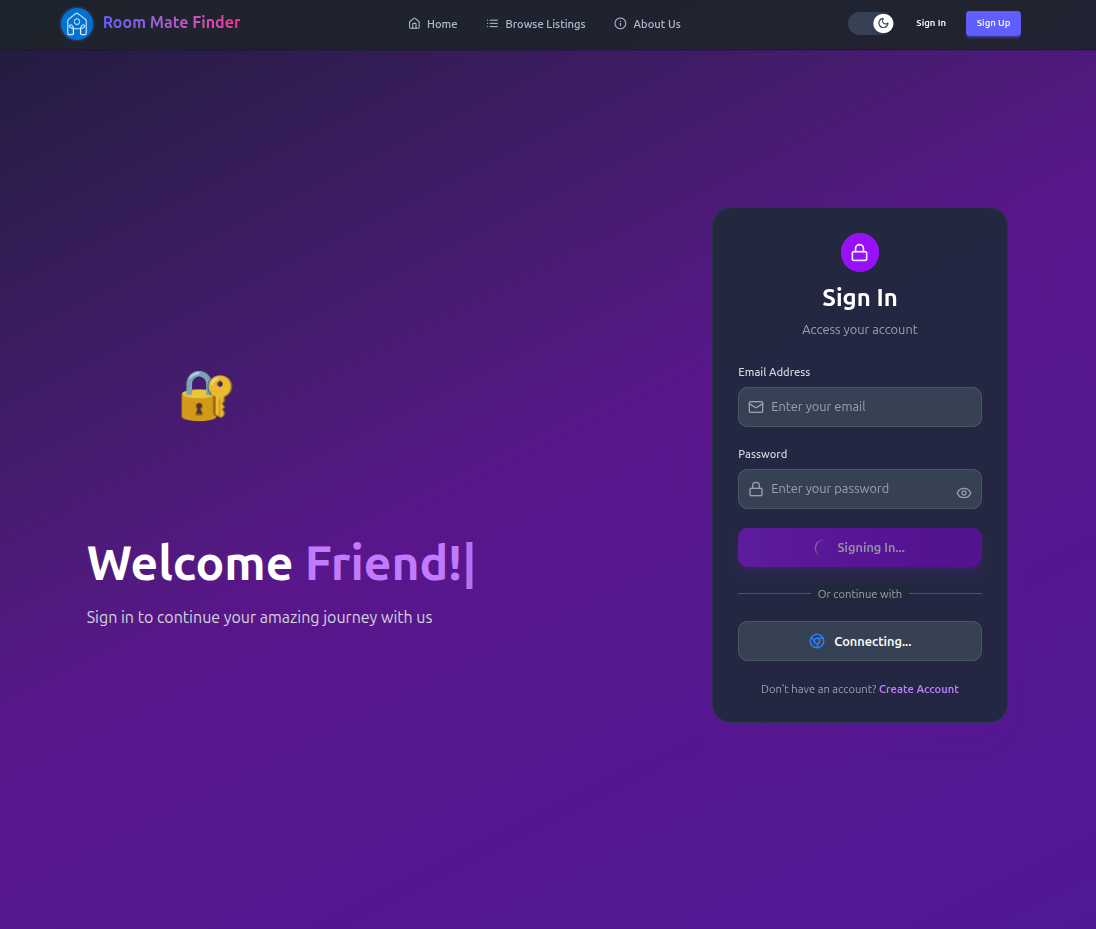 Room Mate Finder
Home
Browse Listings
About Us
Sign In
Sign Up
Welcome Friend!|
Sign in to continue your amazing journey with us
Sign In
Access your account
Email Address
Enter your email
Password
Enter your password
Signing In...
Or continue with
Connecting...
Don't have an account? Create Account